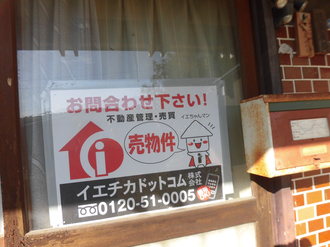 お問合わせ下さい!
不動産管理・売買
イエちゃんマン
売物件
イエチカドットコム 株式会社
0120-51-0005